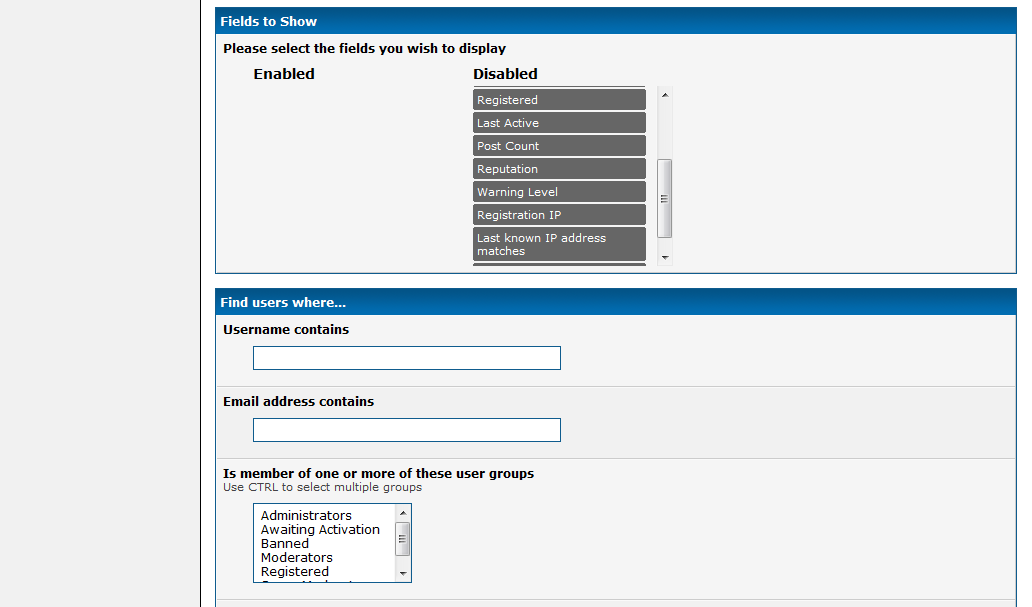 Fields to Show
Please select the fields you wish to display
Enabled
Disabled
Registered
Last Active
Post Count
Reputation
Warning Level
Registration IP
Last known IP address
matches
Find users where...
Username contains
Email address contains
Is member of one or more of these user groups
Use CTRL to select multiple groups
Administrators
Awaiting Activation
Banned
Moderators
Registered